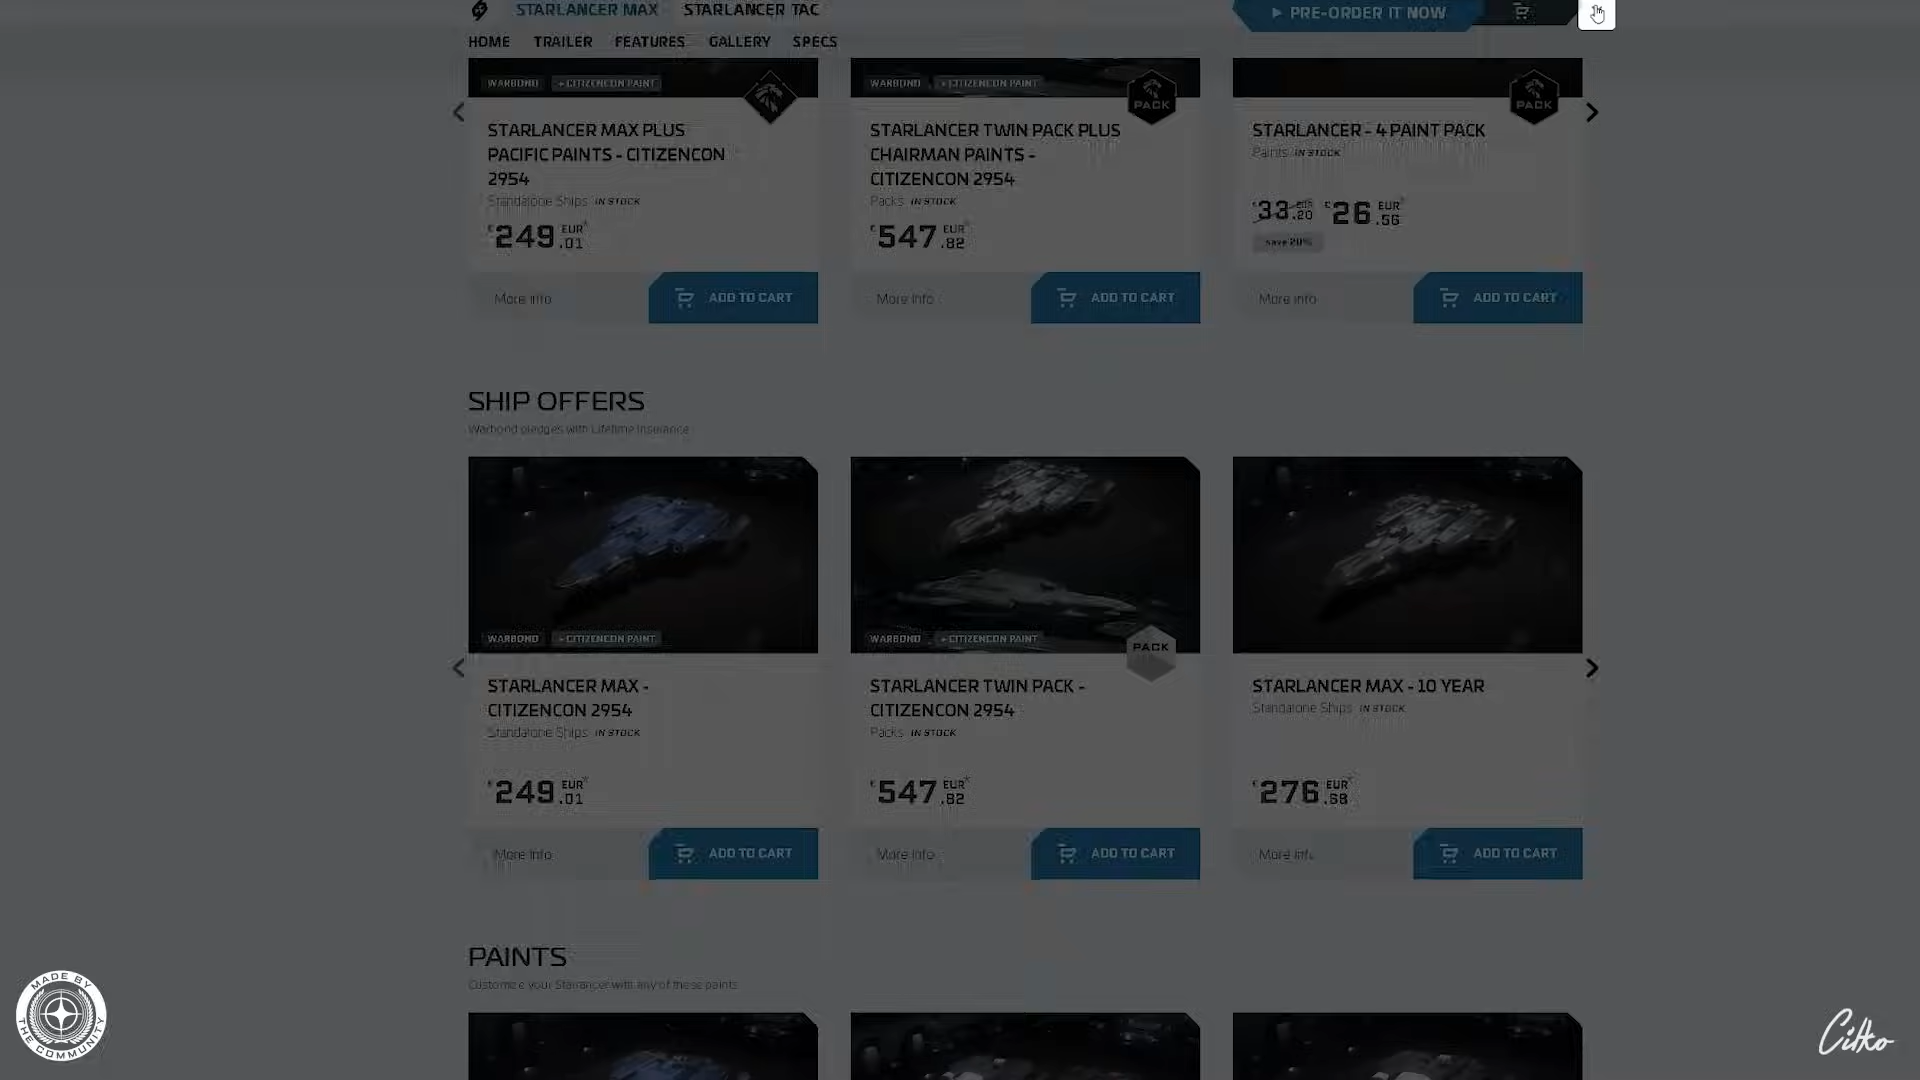 STARLANCER MAX
STARLANCER TAC
PRE-ORDER IT NOW
HOME
TRAILER
FEATURES
GALLERY
SPECS
WARBOND
+ CITIZENCON PAINT
WARBOND
+ CITIZENCON PAINT
PACK
PACK
STARLANCER MAX PLUS
PACIFIC PAINTS - CITIZENCON
2954
Standalone Ships IN STOCK
€249.01 EUR*
More info
ADD TO CART
STARLANCER TWIN PACK PLUS
CHAIRMAN PAINTS -
CITIZENCON 2954
Packs IN STOCK
€547.82 EUR*
More info
ADD TO CART
STARLANCER - 4 PAINT PACK
Paints IN STOCK
€33.20 EUR €26.56 EUR*
save 20%
More info
ADD TO CART
SHIP OFFERS
Warbond pledges with Lifetime Insurance
WARBOND
+ CITIZENCON PAINT
WARBOND
+ CITIZENCON PAINT
PACK
STARLANCER MAX -
CITIZENCON 2954
Standalone Ships IN STOCK
€249.01 EUR*
More info
ADD TO CART
STARLANCER TWIN PACK -
CITIZENCON 2954
Packs IN STOCK
€547.82 EUR*
More info
ADD TO CART
STARLANCER MAX - 10 YEAR
Standalone Ships IN STOCK
€276.68 EUR*
More info
ADD TO CART
PAINTS
Customize your Starlancer with any of these paints
MADE BY
THE COMMUNITY
Citko